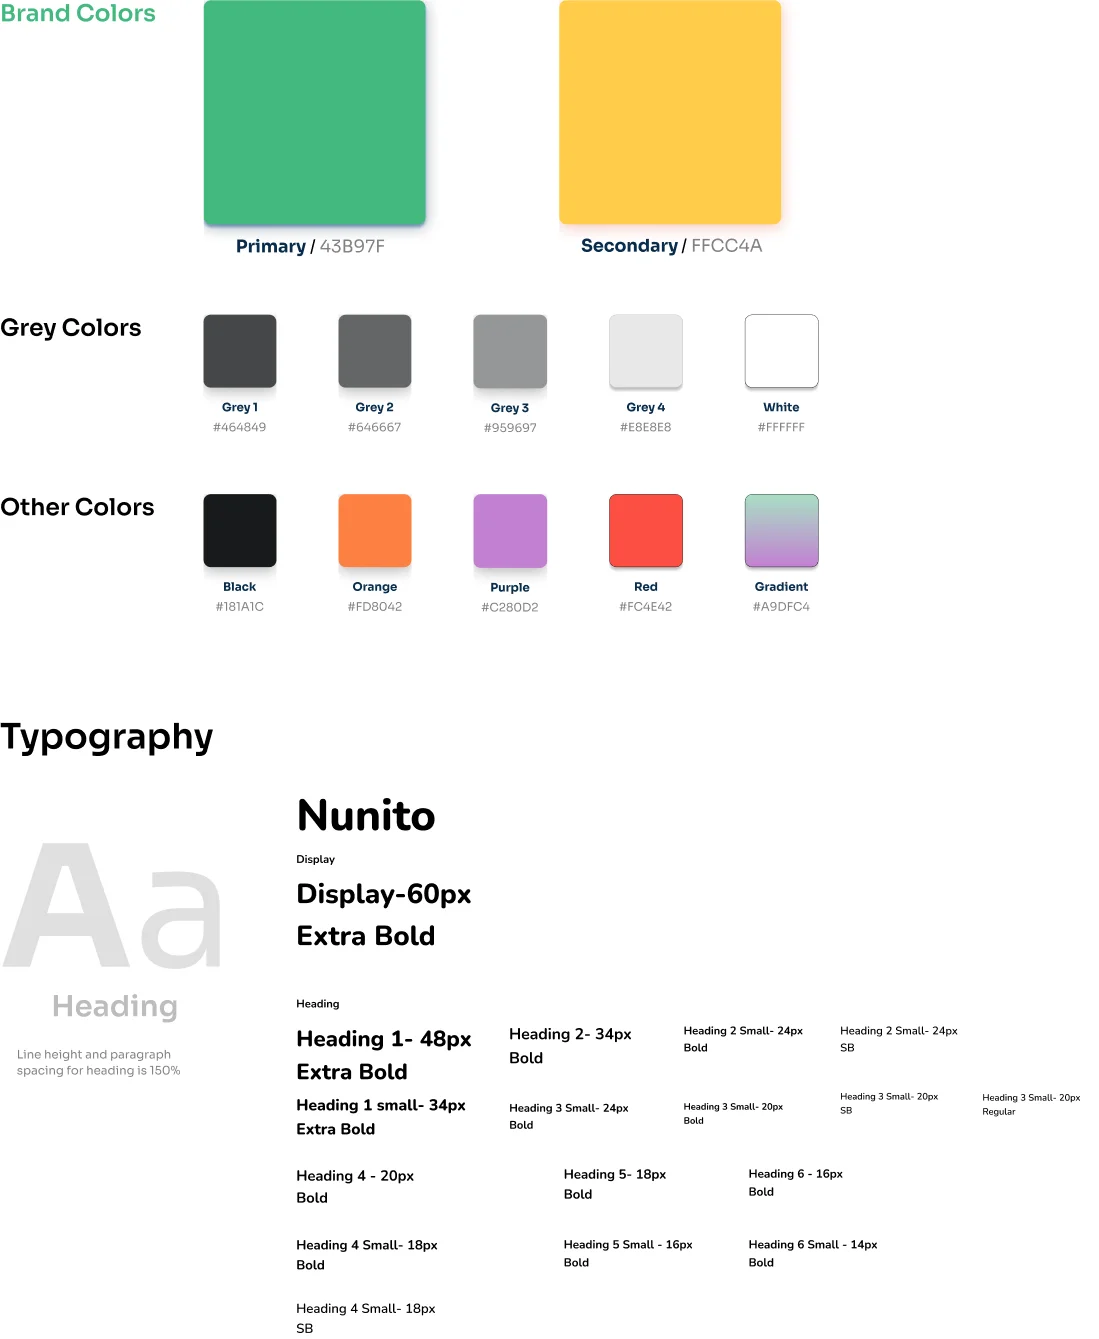 Brand Colors
Primary / 43B97F
Secondary / FFCC4A
Grey Colors
Grey 1
#464849
Grey 2
#646667
Grey 3
#959697
Grey 4
#E8E8E8
White
#FFFFFF
Other Colors
Black
#181A1C
Orange
#FD8042
Purple
#C280D2
Red
#FC4E42
Gradient
#A9DFC4
Typography
Aa
Heading
Line height and paragraph
spacing for heading is 150%
Nunito
Display
Display-60px
Extra Bold
Heading
Heading 1- 48px
Extra Bold
Heading 2- 34px
Bold
Heading 2 Small- 24px
Bold
Heading 2 Small- 24px
SB
Heading 1 small- 34px
Extra Bold
Heading 3 Small- 24px
Bold
Heading 3 Small- 20px
Bold
Heading 3 Small- 20px
SB
Heading 3 Small- 20px
Regular
Heading 4 - 20px
Bold
Heading 5- 18px
Bold
Heading 6 - 16px
Bold
Heading 4 Small- 18px
Bold
Heading 5 Small - 16px
Bold
Heading 6 Small - 14px
Bold
Heading 4 Small- 18px
SB